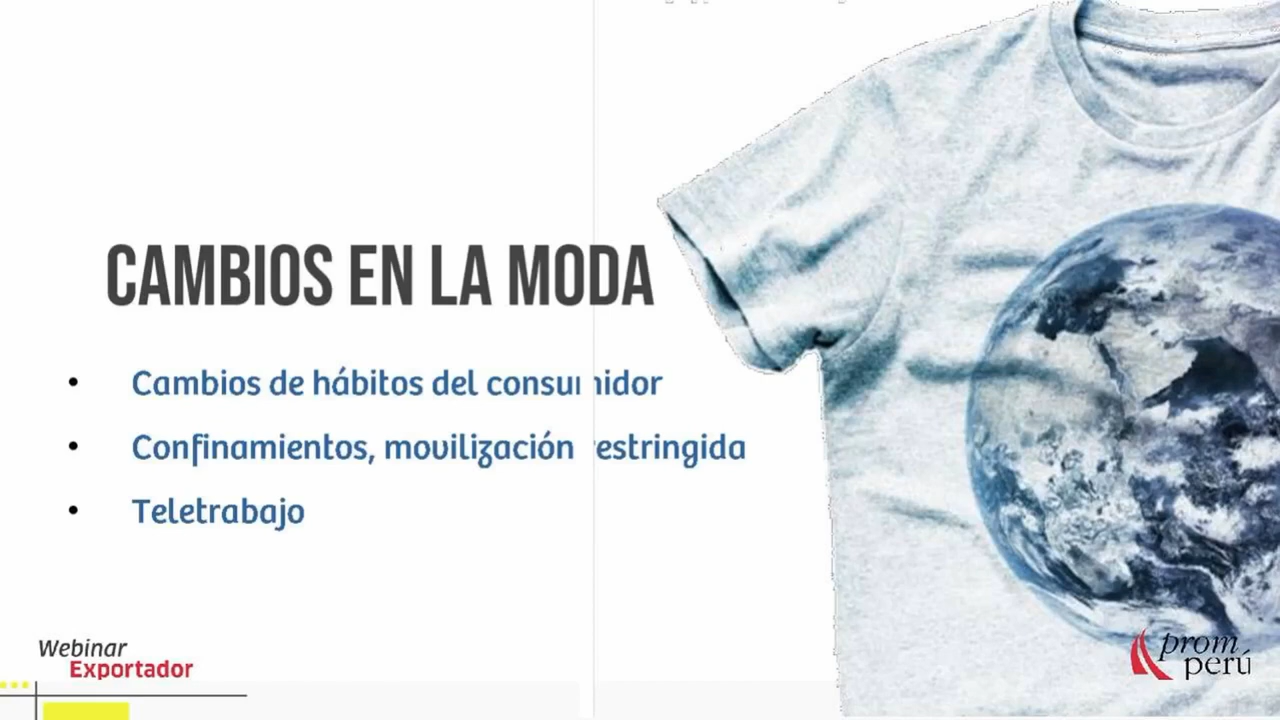 CAMBIOS EN LA MODA
• Cambios de hábitos del consumidor
• Confinamientos, movilización restringida
• Teletrabajo
Webinar
Exportador
prom
perú